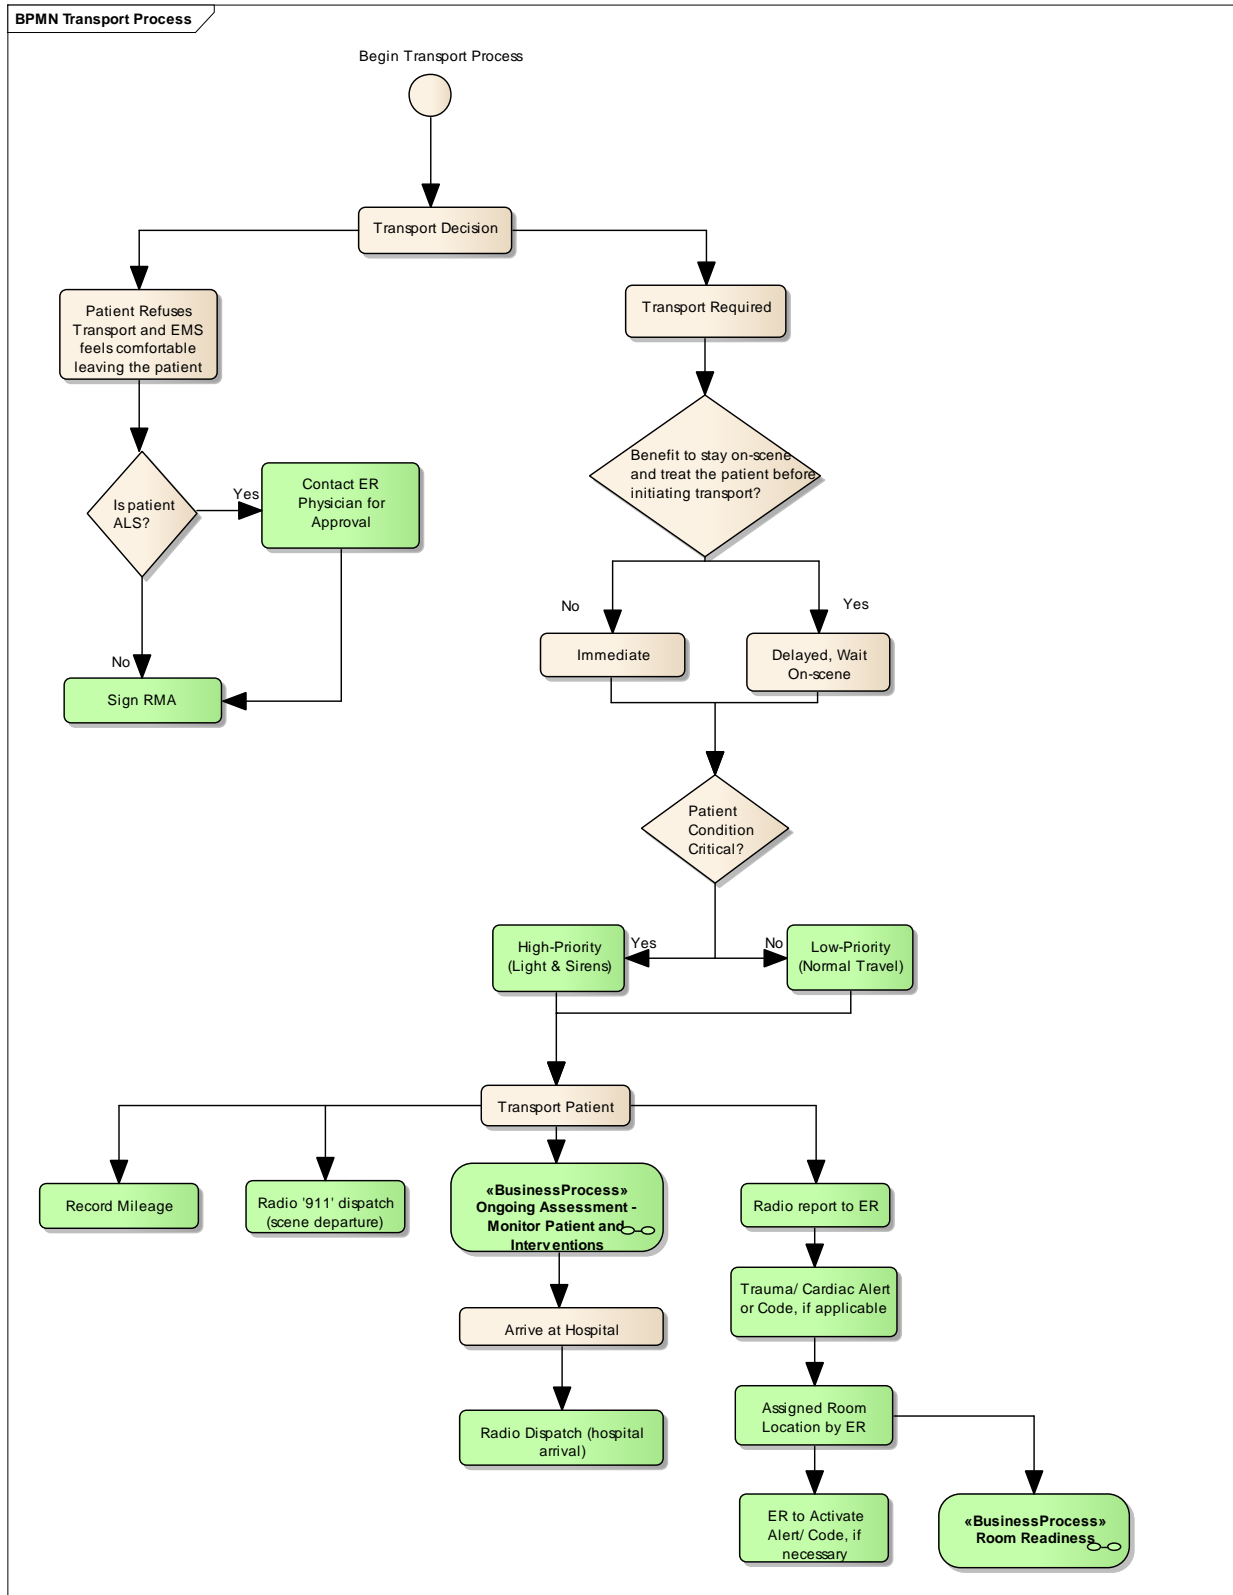 BPMN Transport Process
Begin Transport Process
Transport Decision
Patient Refuses
Transport and EMS
feels comfortable
leaving the patient
Transport Required
Is patient
ALS?
Yes
Contact ER
Physician for
Approval
No
Sign RMA
Benefit to stay on-scene
and treat the patient before
initiating transport?
No
Yes
Immediate
Delayed, Wait
On-scene
Patient
Condition
Critical?
High-Priority
(Light & Sirens)
Yes
No
Low-Priority
(Normal Travel)
Transport Patient
Record Mileage
Radio '911' dispatch
(scene departure)
«BusinessProcess»
Ongoing Assessment -
Monitor Patient and
Interventions
Radio report to ER
Trauma/ Cardiac Alert
or Code, if applicable
Arrive at Hospital
Radio Dispatch (hospital
arrival)
Assigned Room
Location by ER
ER to Activate
Alert/ Code, if
necessary
«BusinessProcess»
Room Readiness